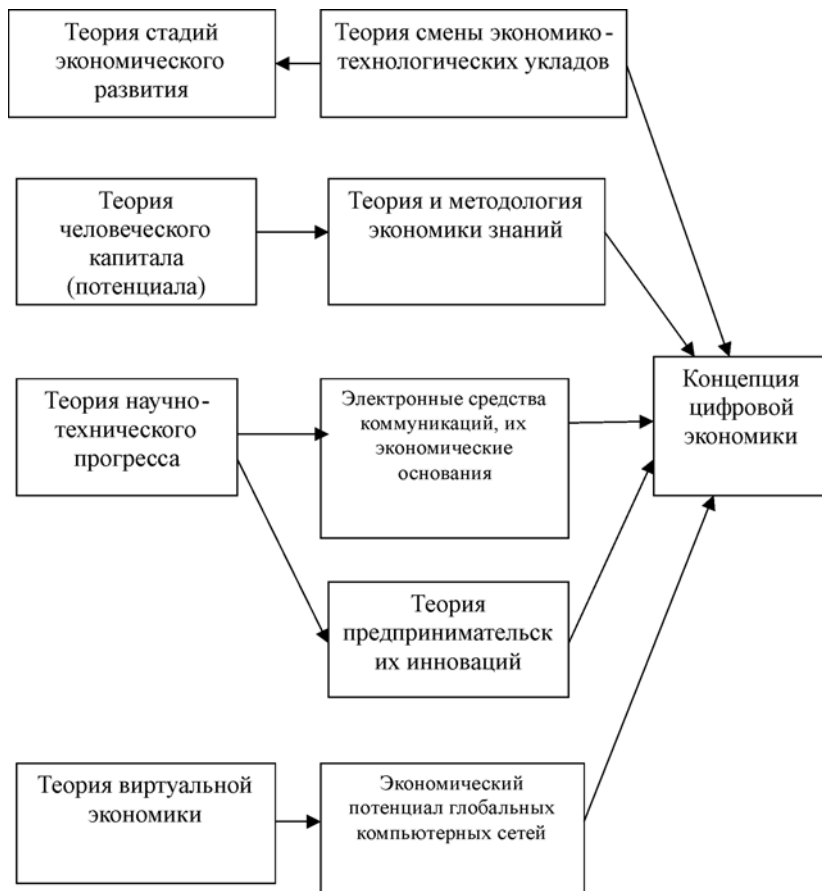 Теория стадий
экономического
развития
Теория смены экономико-
технологических укладов
Теория
человеческого
капитала
(потенциала)
Теория и методология
экономики знаний
Теория научно-
технического
прогресса
Электронные средства
коммуникаций, их
экономические
основания
Концепция
цифровой
экономики
Теория
предпринимательск
их инноваций
Теория виртуальной
экономики
Экономический
потенциал глобальных
компьютерных сетей